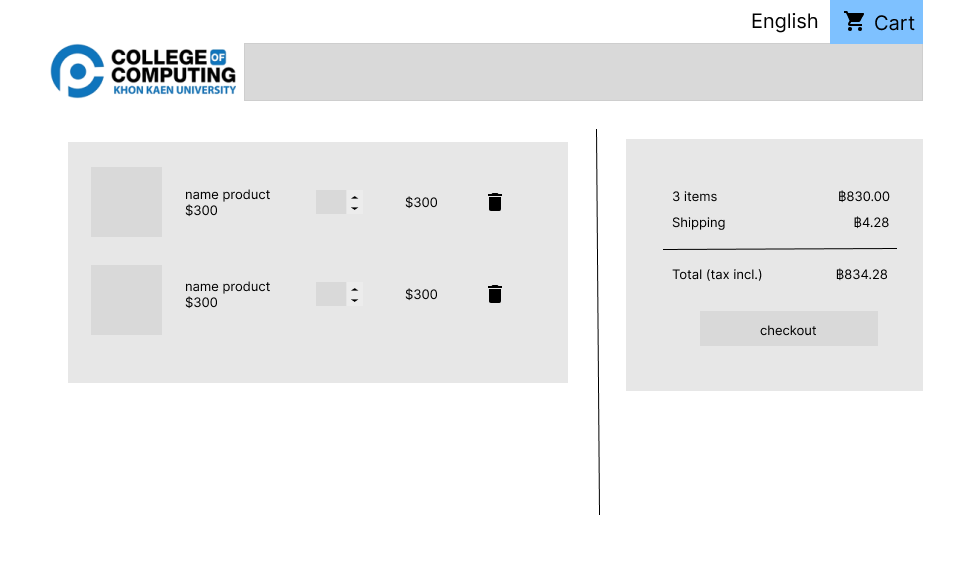 English
Cart
COLLEGE OF
COMPUTING
KHON KAEN UNIVERSITY
name product
$300
$300
name product
$300
$300
3 items ฿830.00
Shipping ฿4.28
Total (tax incl.) ฿834.28
checkout